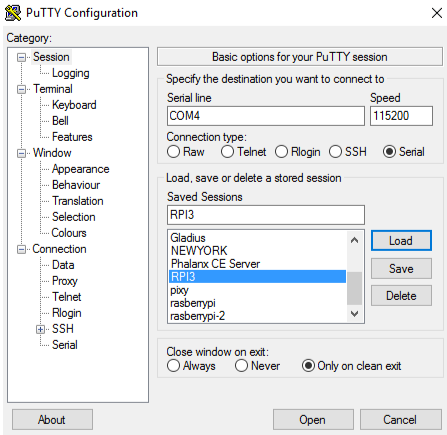 PuTTY Configuration
Category:
Session
Logging
Terminal
Keyboard
Bell
Features
Window
Appearance
Behaviour
Translation
Selection
Colours
Connection
Data
Proxy
Telnet
Rlogin
SSH
Serial
Basic options for your PuTTY session
Specify the destination you want to connect to
Serial line Speed
COM4 115200
Connection type:
Raw Telnet Rlogin SSH Serial
Load, save or delete a stored session
Saved Sessions
RPI3
Gladius
NEWYORK
Phalanx CE Server
RPI3
pixy
rasberrypi
rasberrypi-2
Load
Save
Delete
Close window on exit:
Always Never Only on clean exit
About Open Cancel